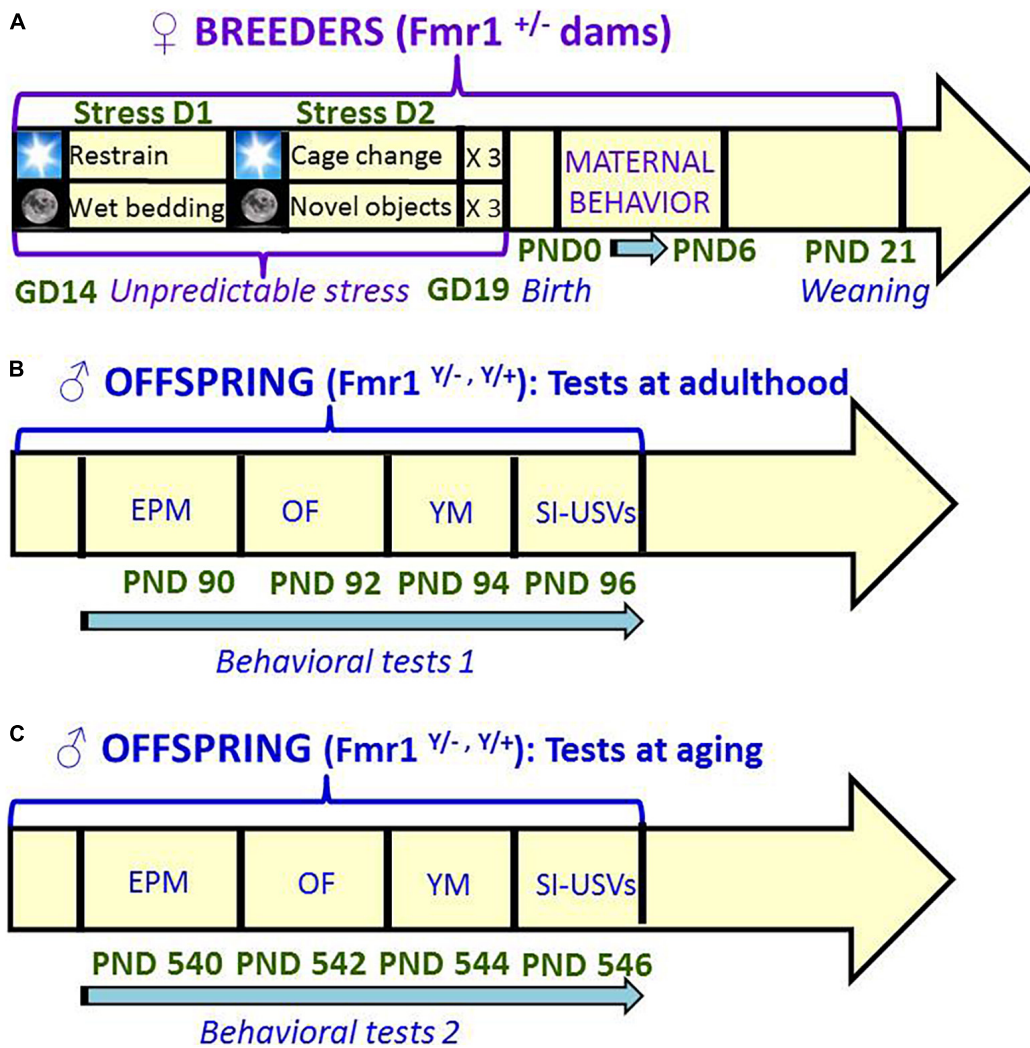 A
♀ BREEDERS (Fmr1 +/- dams)
Stress D1 Stress D2
Restrain Cage change X 3
Wet bedding Novel objects X 3
MATERNAL
BEHAVIOR
PND0 PND6 PND 21
GD14 Unpredictable stress GD19 Birth Weaning
B
♂ OFFSPRING (Fmr1 Y/- , Y/+): Tests at adulthood
EPM OF YM SI-USVs
PND 90 PND 92 PND 94 PND 96
Behavioral tests 1
C
♂ OFFSPRING (Fmr1 Y/- , Y/+): Tests at aging
EPM OF YM SI-USVs
PND 540 PND 542 PND 544 PND 546
Behavioral tests 2